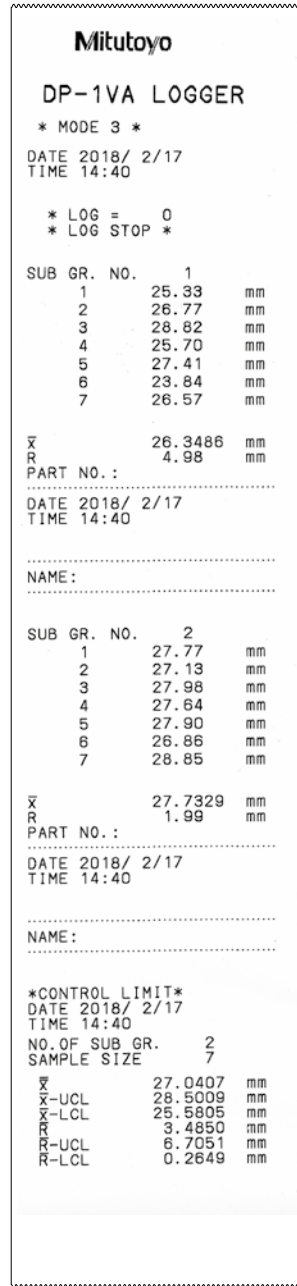 Mitutoyo
DP-1VA LOGGER
* MODE 3 *
DATE 2018/ 2/17
TIME 14:40
* LOG = 0
* LOG STOP *
SUB GR. NO. 1
1 25.33 mm
2 26.77 mm
3 28.82 mm
4 25.70 mm
5 27.41 mm
6 23.84 mm
7 26.57 mm
x̅ 26.3486 mm
R 4.98 mm
PART NO.:
DATE 2018/ 2/17
TIME 14:40
NAME:
SUB GR. NO. 2
1 27.77 mm
2 27.13 mm
3 27.98 mm
4 27.64 mm
5 27.90 mm
6 26.86 mm
7 28.85 mm
x̅ 27.7329 mm
R 1.99 mm
PART NO.:
DATE 2018/ 2/17
TIME 14:40
NAME:
*CONTROL LIMIT*
DATE 2018/ 2/17
TIME 14:40
NO.OF SUB GR. 2
SAMPLE SIZE 7
x̿ 27.0407 mm
x̅-UCL 28.5009 mm
x̅-LCL 25.5805 mm
R̅ 3.4850 mm
R-UCL 6.7051 mm
R-LCL 0.2649 mm